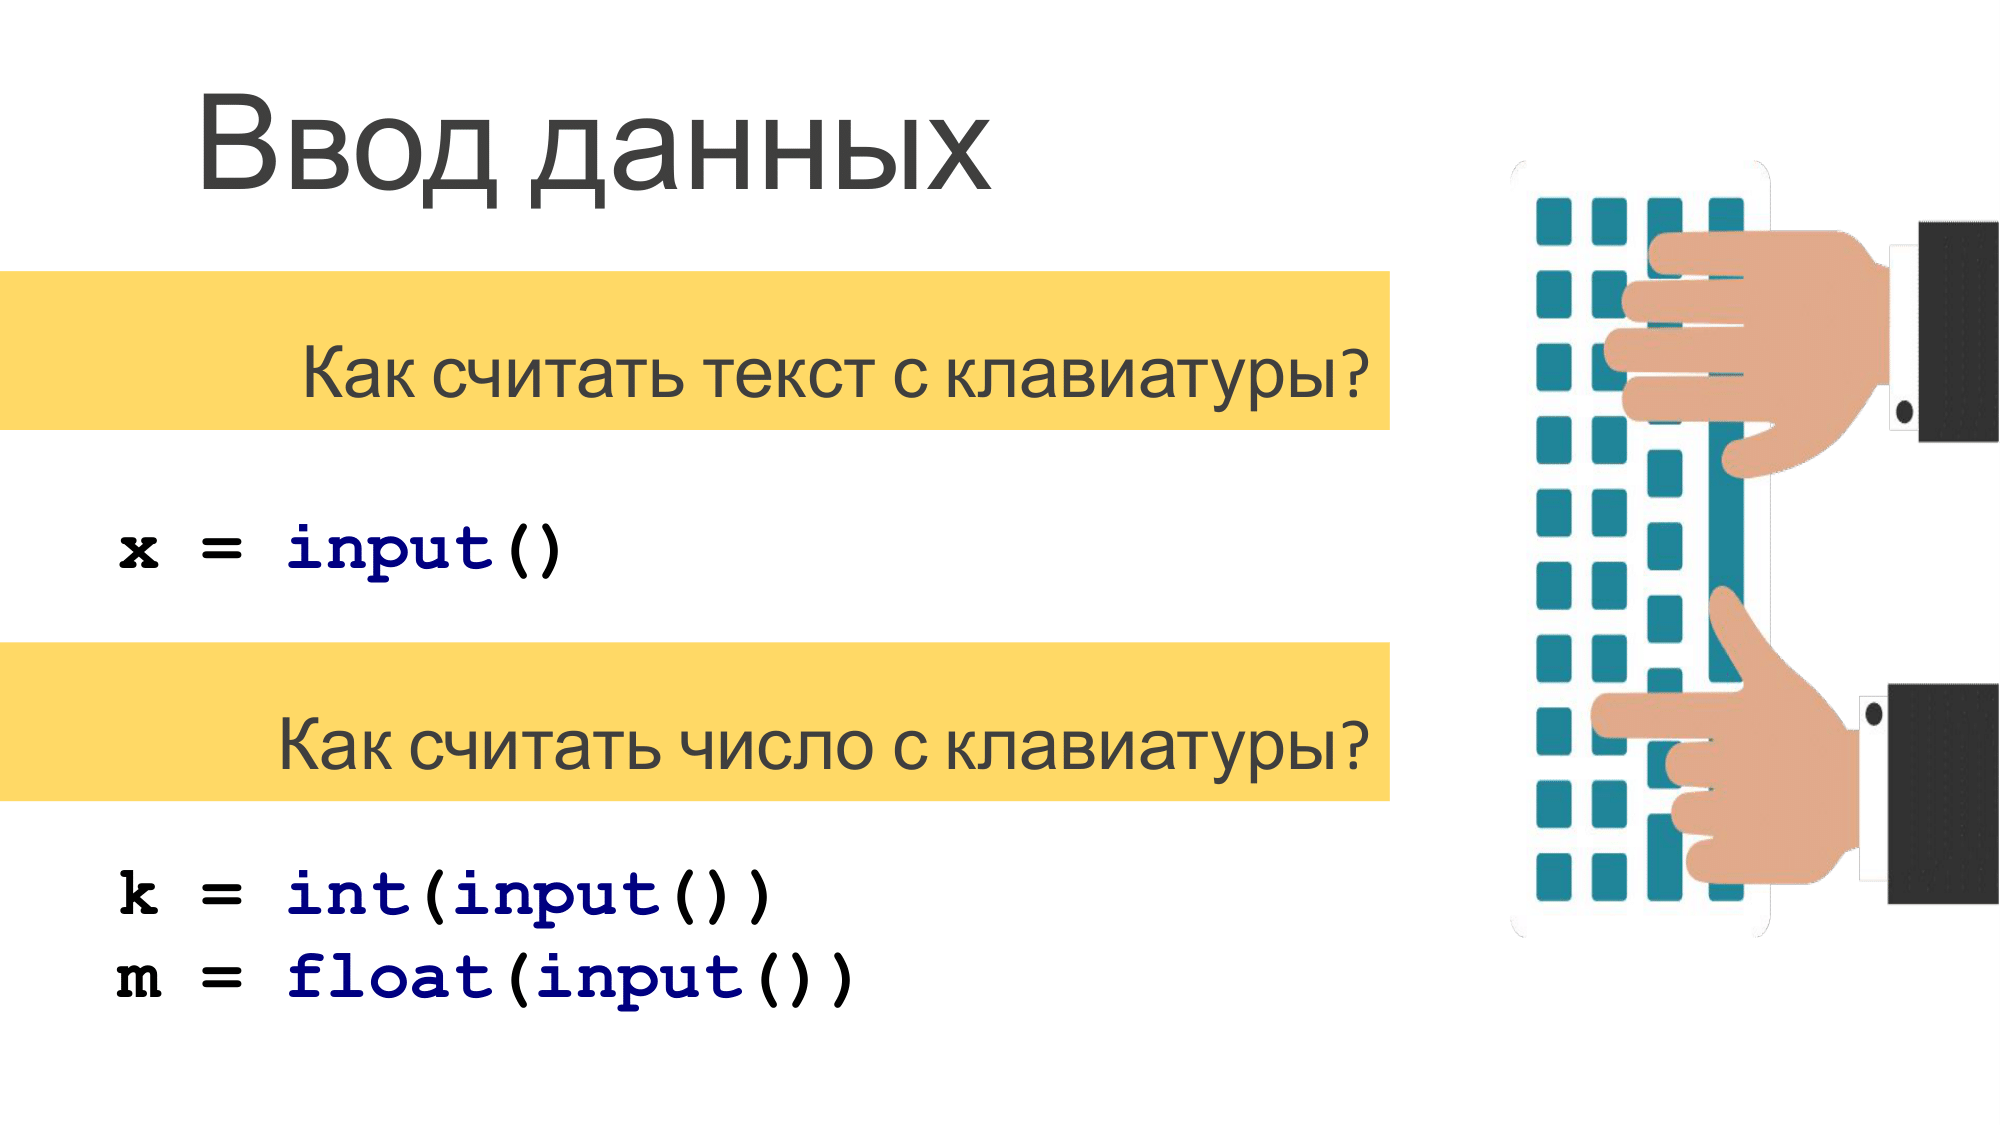 Ввод данных
Как считать текст с клавиатуры?
x = input()
Как считать число с клавиатуры?
k = int(input())
m = float(input())